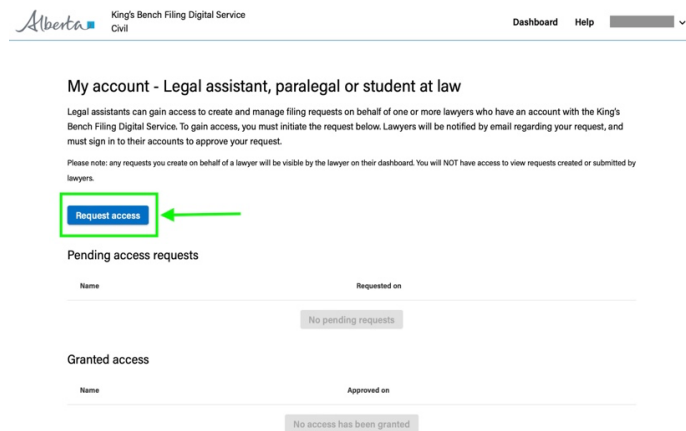 Alberta
King's Bench Filing Digital Service
Civil
Dashboard Help
My account - Legal assistant, paralegal or student at law
Legal assistants can gain access to create and manage filing requests on behalf of one or more lawyers who have an account with the King's
Bench Filing Digital Service. To gain access, you must initiate the request below. Lawyers will be notified by email regarding your request, and
must sign in to their accounts to approve your request.
Please note: any requests you create on behalf of a lawyer will be visible by the lawyer on their dashboard. You will NOT have access to view requests created or submitted by
lawyers.
Request access
Pending access requests
Name Requested on
No pending requests
Granted access
Name Approved on
No access has been granted